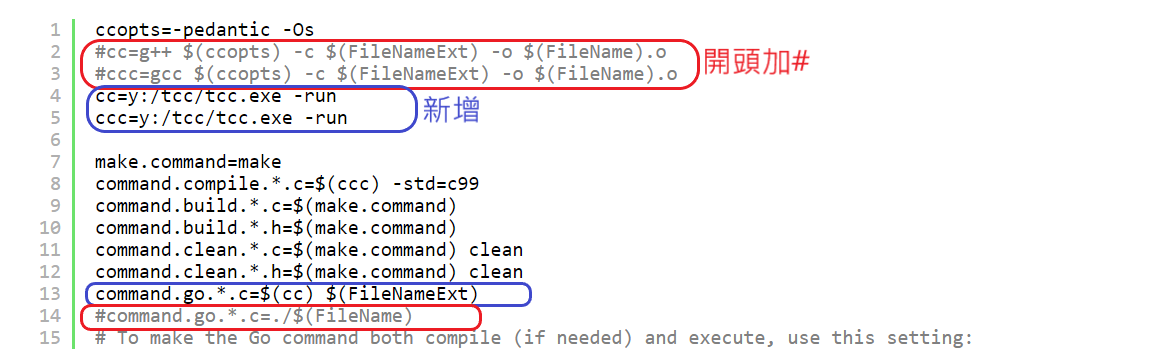 1 ccopts=-pedantic -Os
2 #cc=g++ $(ccopts) -c $(FileNameExt) -o $(FileName).o
3 #ccc=gcc $(ccopts) -c $(FileNameExt) -o $(FileName).o
開頭加#
4 cc=y:/tcc/tcc.exe -run
5 ccc=y:/tcc/tcc.exe -run
新增
6
7 make.command=make
8 command.compile.*.c=$(ccc) -std=c99
9 command.build.*.c=$(make.command)
10 command.build.*.h=$(make.command)
11 command.clean.*.c=$(make.command) clean
12 command.clean.*.h=$(make.command) clean
13 command.go.*.c=$(cc) $(FileNameExt)
14 #command.go.*.c=./$(FileName)
15 # To make the Go command both compile (if needed) and execute, use this setting: